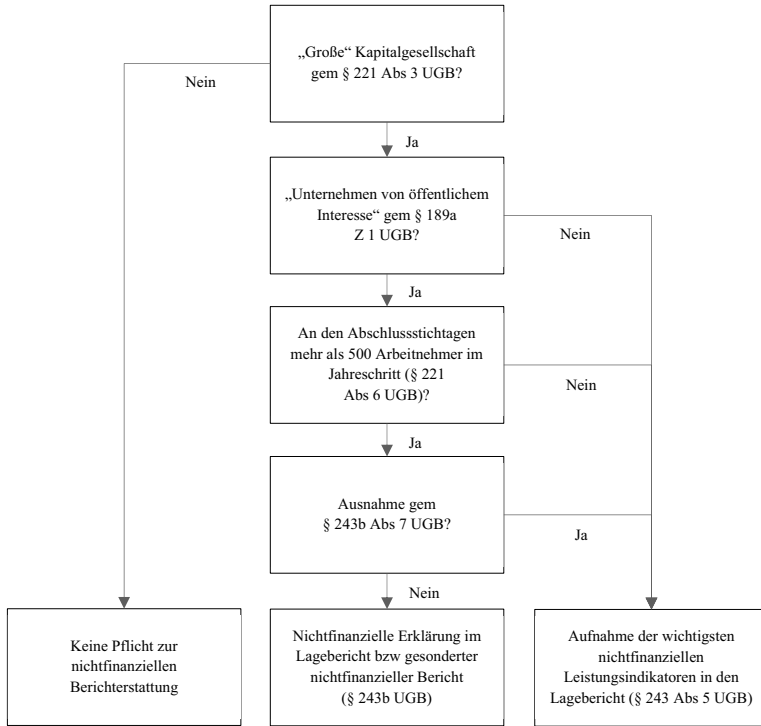 „Große“ Kapitalgesellschaft
gem § 221 Abs 3 UGB?
Nein
Ja
„Unternehmen von öffentlichem
Interesse“ gem § 189a
Z 1 UGB?
Nein
Ja
An den Abschlussstichtagen
mehr als 500 Arbeitnehmer im
Jahreschritt (§ 221
Abs 6 UGB)?
Nein
Ja
Ausnahme gem
§ 243b Abs 7 UGB?
Ja
Nein
Keine Pflicht zur
nichtfinanziellen
Berichterstattung
Nichtfinanzielle Erklärung im
Lagebericht bzw gesonderter
nichtfinanzieller Bericht
(§ 243b UGB)
Aufnahme der wichtigsten
nichtfinanziellen
Leistungsindikatoren in den
Lagebericht (§ 243 Abs 5 UGB)